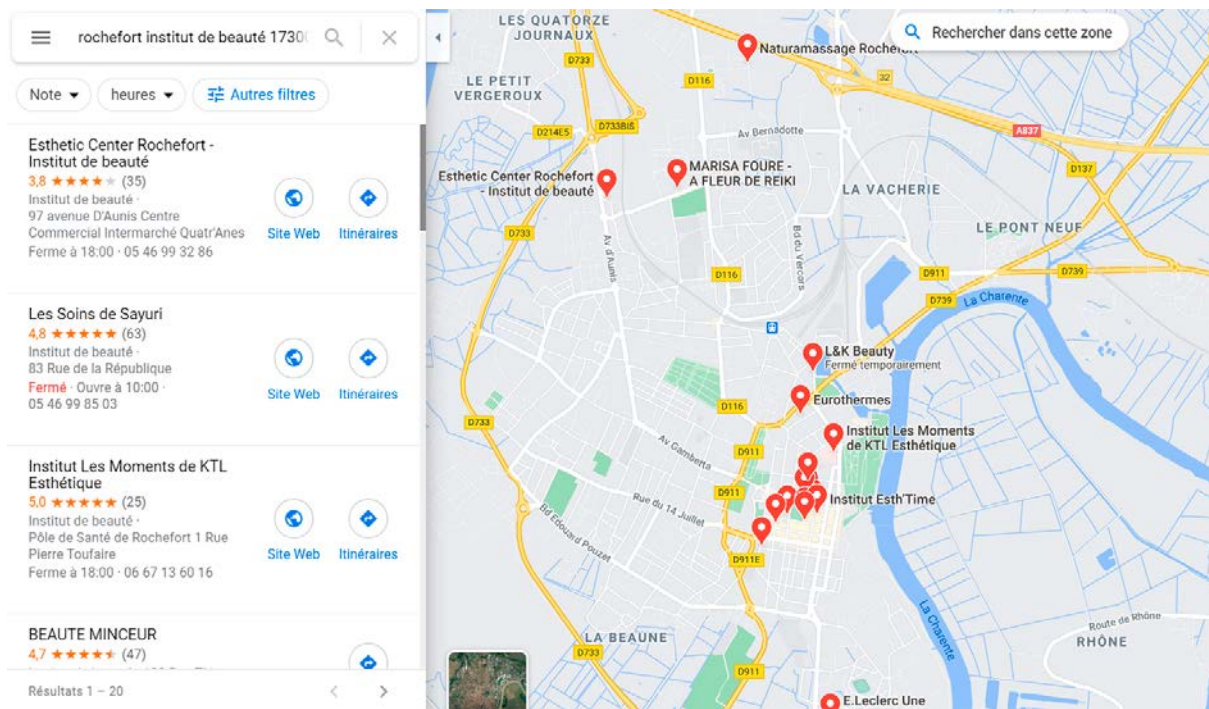 rochefort institut de beauté 1730
Note
heures
Autres filtres
Esthetic Center Rochefort -
Institut de beauté
3,8 ★★★★★ (35)
Institut de beauté ·
97 avenue D'Aunis Centre
Commercial Intermarché Quatr'Anes
Ferme à 18:00 · 05 46 99 32 86
Site Web
Itinéraires
Les Soins de Sayuri
4,8 ★★★★★ (63)
Institut de beauté ·
83 Rue de la République
Fermé · Ouvre à 10:00 ·
05 46 99 85 03
Site Web
Itinéraires
Institut Les Moments de KTL
Esthétique
5,0 ★★★★★ (25)
Institut de beauté ·
Pôle de Santé de Rochefort 1 Rue
Pierre Toufaire
Ferme à 18:00 · 06 67 13 60 16
Site Web
Itinéraires
BEAUTE MINCEUR
4,7 ★★★★★ (47)
Résultats 1 – 20
Rechercher dans cette zone
LES QUATORZE
JOURNAUX
D733
Naturamassage Rochefort
32
D116
LE PETIT
VERGEROUX
D214E5
D733BIS
Av Bernadotte
A837
D137
Esthetic Center Rochefort
- Institut de beauté
MARISA FOURE -
A FLEUR DE REIKI
LA VACHERIE
LE PONT NEUF
D733
Av d'Aunis
D116
Bd du Vercors
D911
D739
D739
La Charente
L&K Beauty
Fermé temporairement
Eurothermes
D116
D733
Av Gambetta
D911
Institut Les Moments
de KTL Esthétique
D911
Rue du 14 Juillet
Institut Esth'Time
Bd Edouard Pouzet
D911E
La Charente
LA BEAUNE
D733
D911
Route de Rhône
RHÔNE
E.Leclerc Une